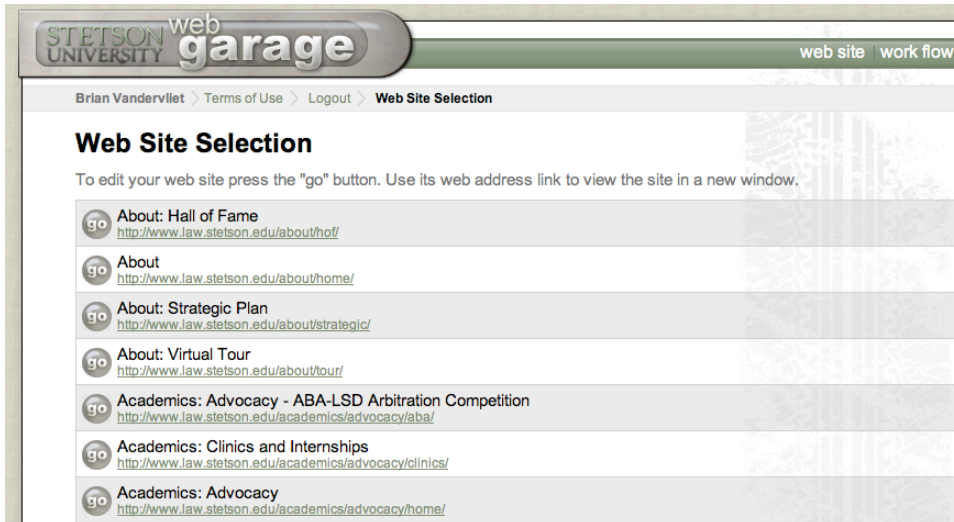 STETSON UNIVERSITY web garage
web site | work flow
Brian Vandervliet > Terms of Use > Logout > Web Site Selection
Web Site Selection
To edit your web site press the "go" button. Use its web address link to view the site in a new window.
go About: Hall of Fame
http://www.law.stetson.edu/about/hof/
go About
http://www.law.stetson.edu/about/home/
go About: Strategic Plan
http://www.law.stetson.edu/about/strategic/
go About: Virtual Tour
http://www.law.stetson.edu/about/tour/
go Academics: Advocacy - ABA-LSD Arbitration Competition
http://www.law.stetson.edu/academics/advocacy/aba/
go Academics: Clinics and Internships
http://www.law.stetson.edu/academics/advocacy/clinics/
go Academics: Advocacy
http://www.law.stetson.edu/academics/advocacy/home/